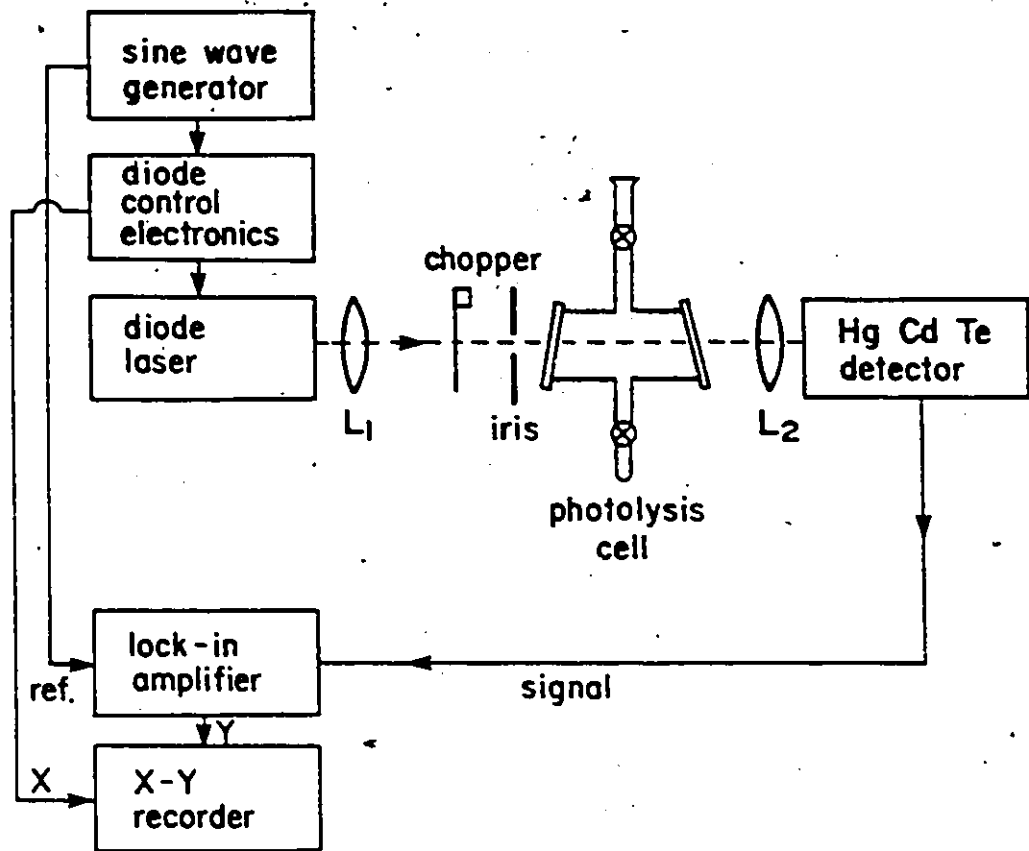 sine wave
generator
diode
control
electronics
chopper
diode
laser
Hg Cd Te
detector
L1
iris
L2
photolysis
cell
lock-in
amplifier
ref.
signal
Y
X
X-Y
recorder